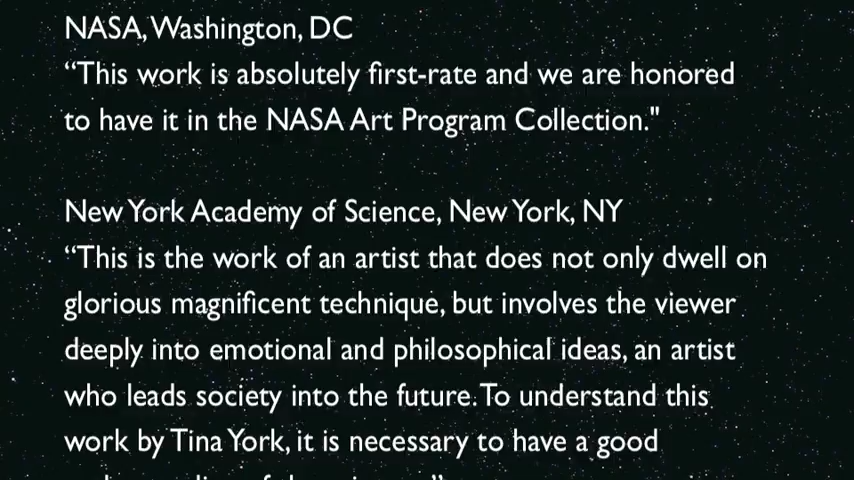 NASA, Washington, DC
“This work is absolutely first-rate and we are honored
to have it in the NASA Art Program Collection."
New York Academy of Science, New York, NY
“This is the work of an artist that does not only dwell on
glorious magnificent technique, but involves the viewer
deeply into emotional and philosophical ideas, an artist
who leads society into the future. To understand this
work by Tina York, it is necessary to have a good